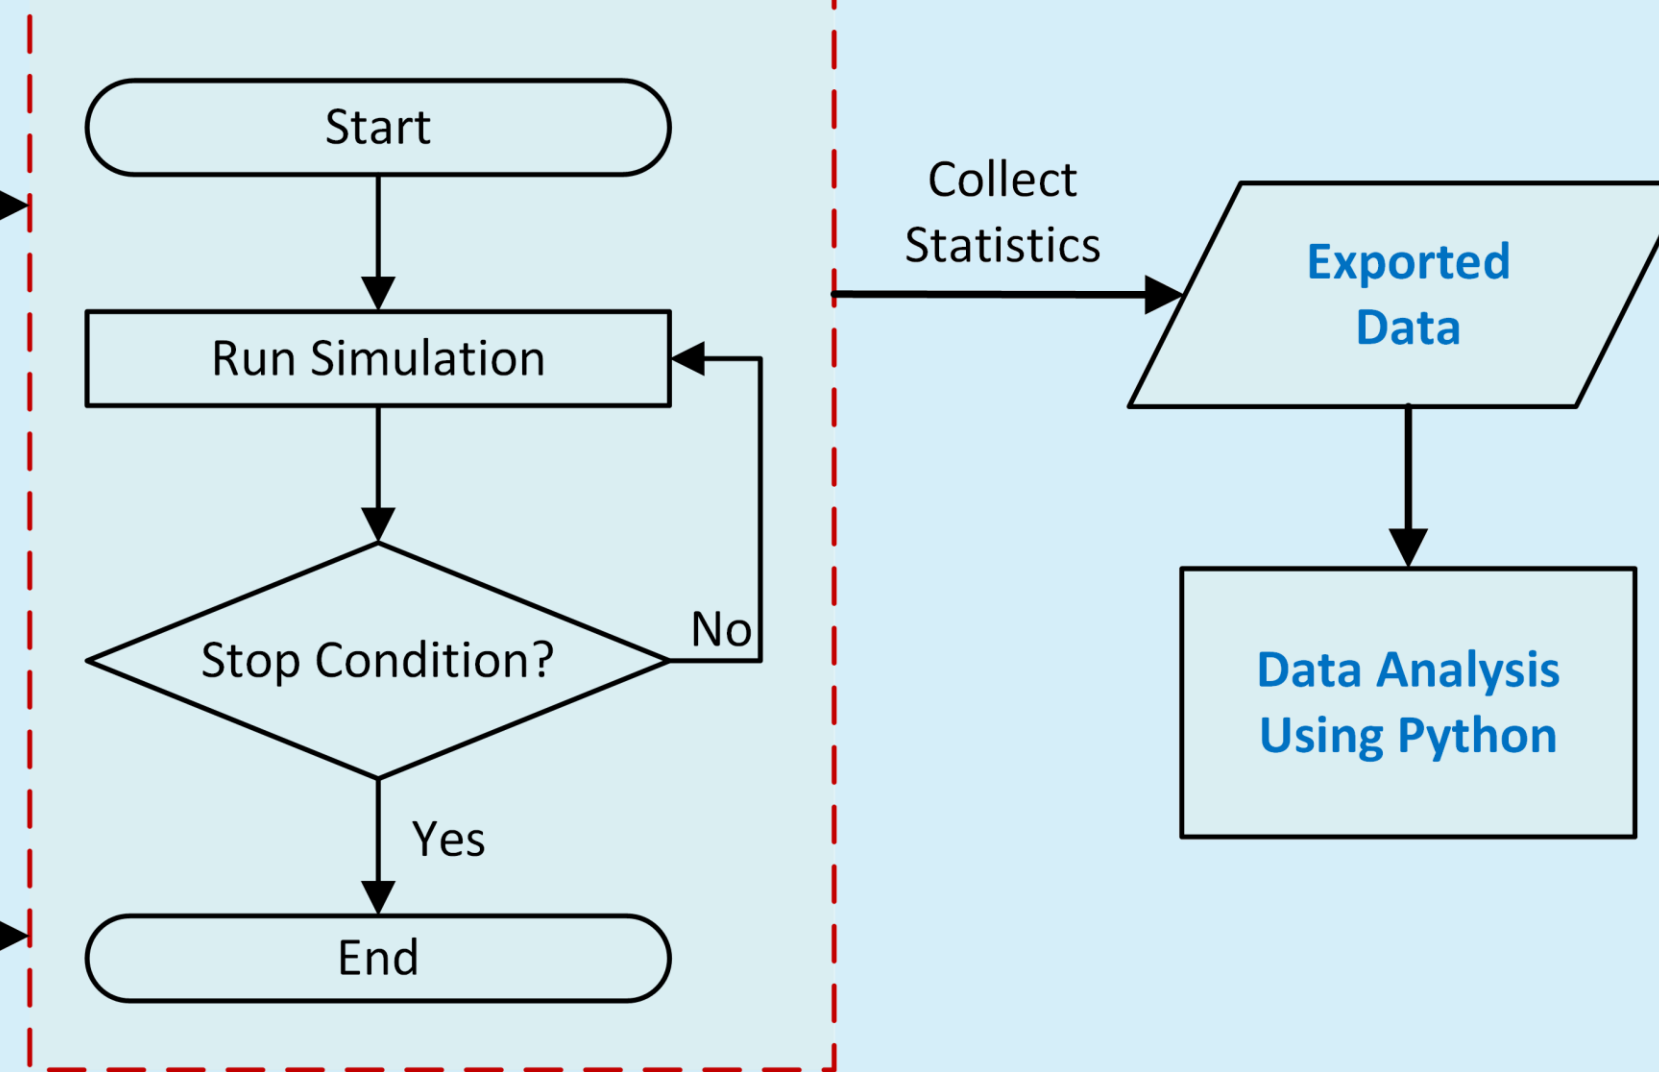 Start
Run Simulation
Stop Condition?
No
Yes
End
Collect
Statistics
Exported
Data
Data Analysis
Using Python